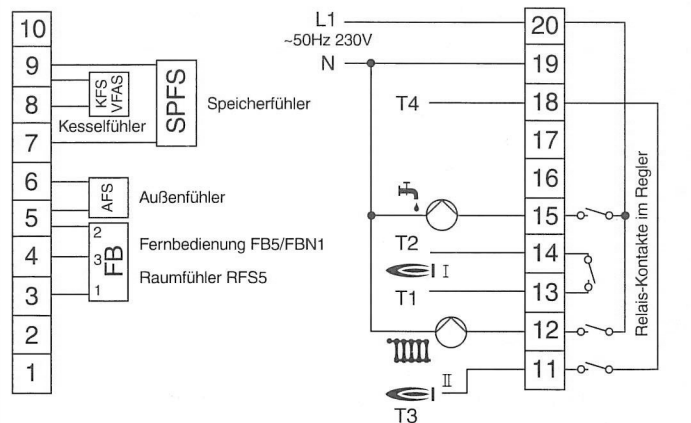 10
9
8
7
6
5
4
3
2
1
KFS
VFAS
Kesselfühler
SPFS
Speicherfühler
AFS
Außenfühler
2
3
1
FB
Fernbedienung FB5/FBN1
Raumfühler RFS5
L1
~50Hz 230V
N
T4
T2
I
T1
II
T3
20
19
18
17
16
15
14
13
12
11
Relais-Kontakte im Regler